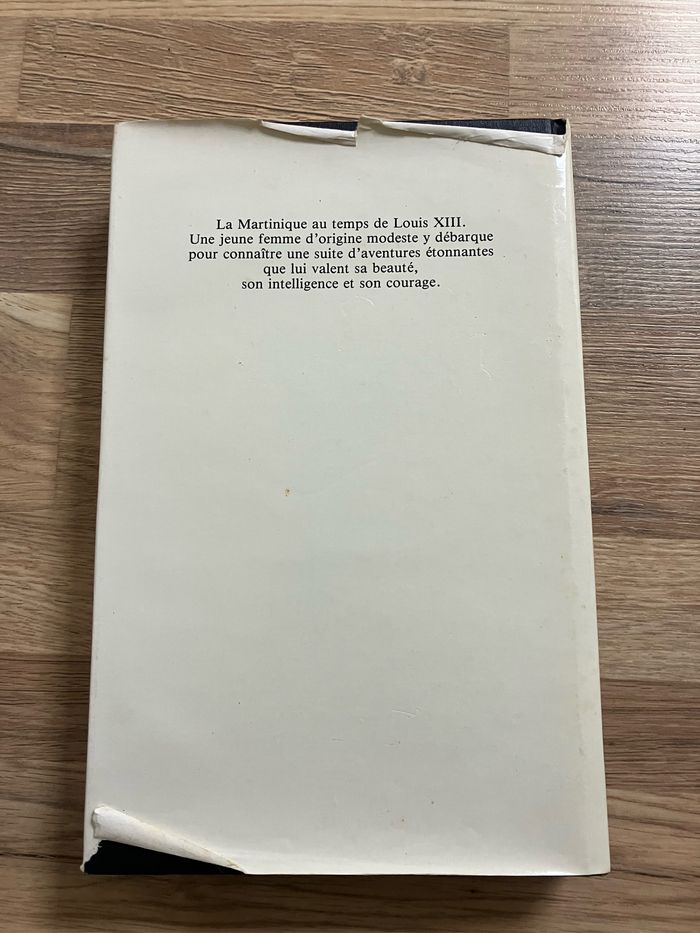 La Martinique au temps de Louis XIII.
Une jeune femme d'origine modeste y débarque
pour connaître une suite d'aventures étonnantes
que lui valent sa beauté,
son intelligence et son courage.